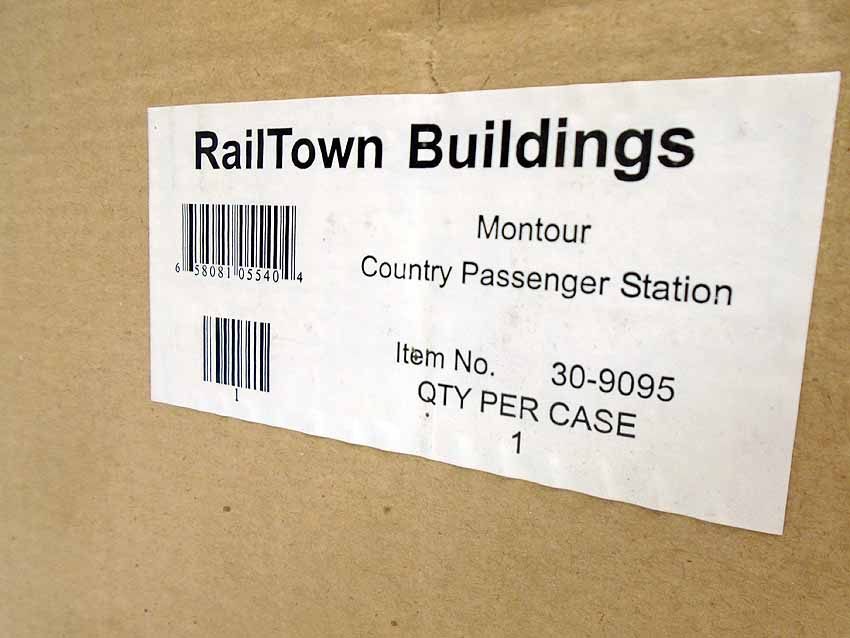 RailTown Buildings
6 58081 05540 4
Montour
Country Passenger Station
1
Item No. 30-9095
QTY PER CASE
1